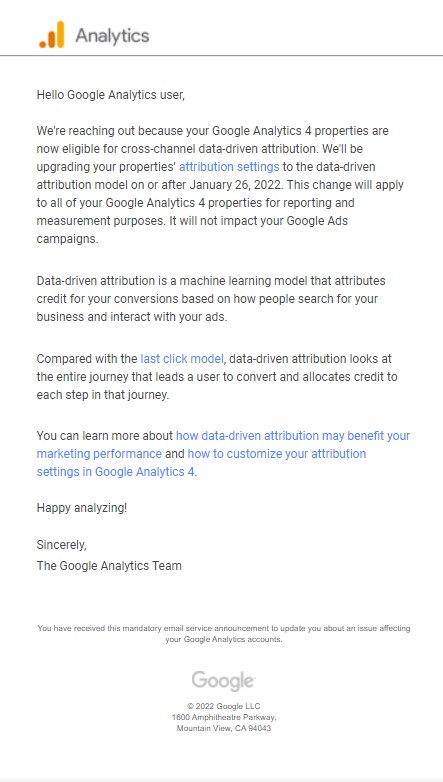 Analytics
Hello Google Analytics user,
We're reaching out because your Google Analytics 4 properties are
now eligible for cross-channel data-driven attribution. We'll be
upgrading your properties' attribution settings to the data-driven
attribution model on or after January 26, 2022. This change will apply
to all of your Google Analytics 4 properties for reporting and
measurement purposes. It will not impact your Google Ads
campaigns.
Data-driven attribution is a machine learning model that attributes
credit for your conversions based on how people search for your
business and interact with your ads.
Compared with the last click model, data-driven attribution looks at
the entire journey that leads a user to convert and allocates credit to
each step in that journey.
You can learn more about how data-driven attribution may benefit your
marketing performance and how to customize your attribution
settings in Google Analytics 4.
Happy analyzing!
Sincerely,
The Google Analytics Team
You have received this mandatory email service announcement to update you about an issue affecting
your Google Analytics accounts.
Google
© 2022 Google LLC
1600 Amphitheatre Parkway,
Mountain View, CA 94043